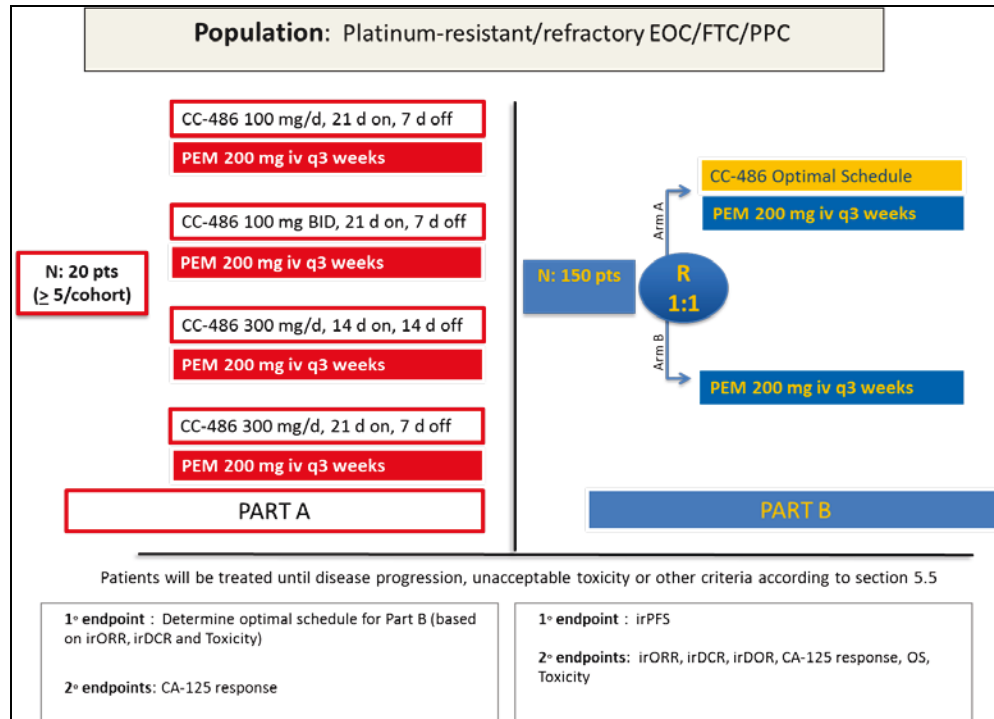 Population: Platinum-resistant/refractory EOC/FTC/PPC
CC-486 100 mg/d, 21 d on, 7 d off
PEM 200 mg iv q3 weeks
CC-486 100 mg BID, 21 d on, 7 d off
PEM 200 mg iv q3 weeks
N: 20 pts
(≥ 5/cohort)
CC-486 300 mg/d, 14 d on, 14 d off
PEM 200 mg iv q3 weeks
CC-486 300 mg/d, 21 d on, 7 d off
PEM 200 mg iv q3 weeks
PART A
CC-486 Optimal Schedule
PEM 200 mg iv q3 weeks
Arm A
N: 150 pts
R
1:1
Arm B
PEM 200 mg iv q3 weeks
PART B
Patients will be treated until disease progression, unacceptable toxicity or other criteria according to section 5.5
1º endpoint : Determine optimal schedule for Part B (based
on irORR, irDCR and Toxicity)
2º endpoints: CA-125 response
1º endpoint : irPFS
2º endpoints: irORR, irDCR, irDOR, CA-125 response, OS,
Toxicity